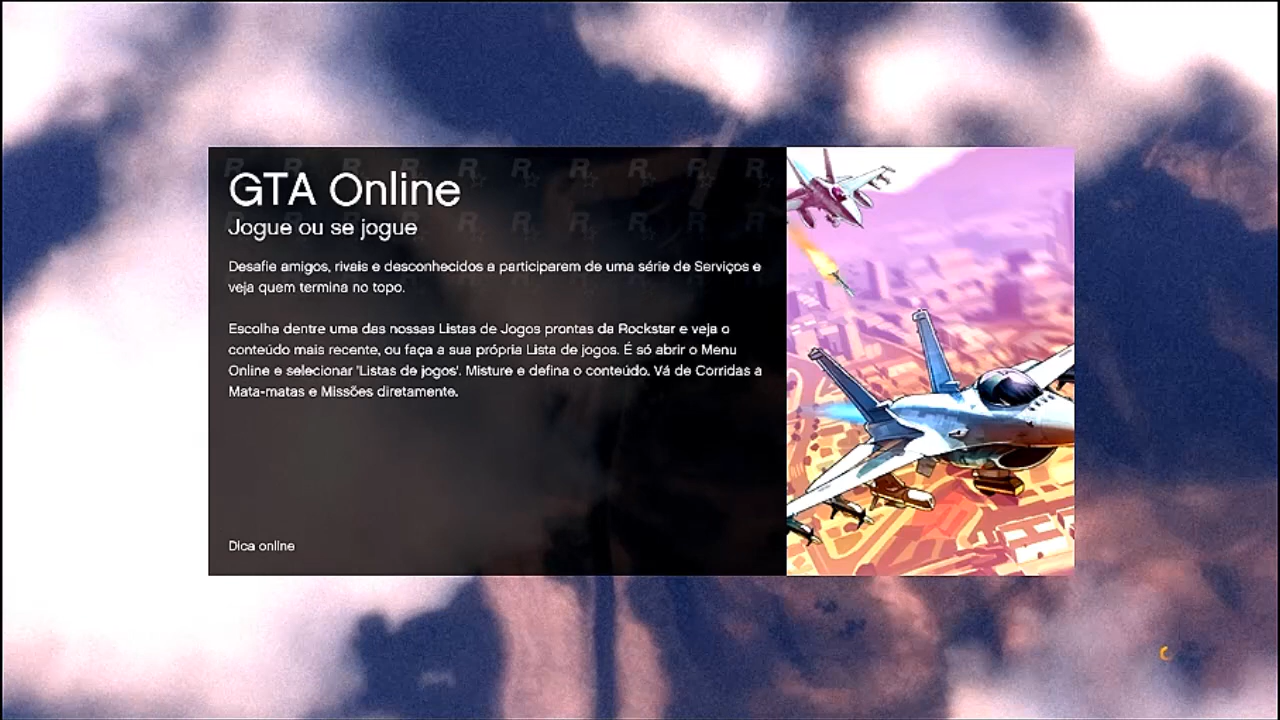 GTA Online
Jogue ou se jogue
Desafie amigos, rivais e desconhecidos a participarem de uma série de Serviços e
veja quem termina no topo.
Escolha dentre uma das nossas Listas de Jogos prontas da Rockstar e veja o
conteúdo mais recente, ou faça a sua própria Lista de jogos. É só abrir o Menu
Online e selecionar 'Listas de jogos'. Misture e defina o conteúdo. Vá de Corridas a
Mata-matas e Missões diretamente.
Dica online